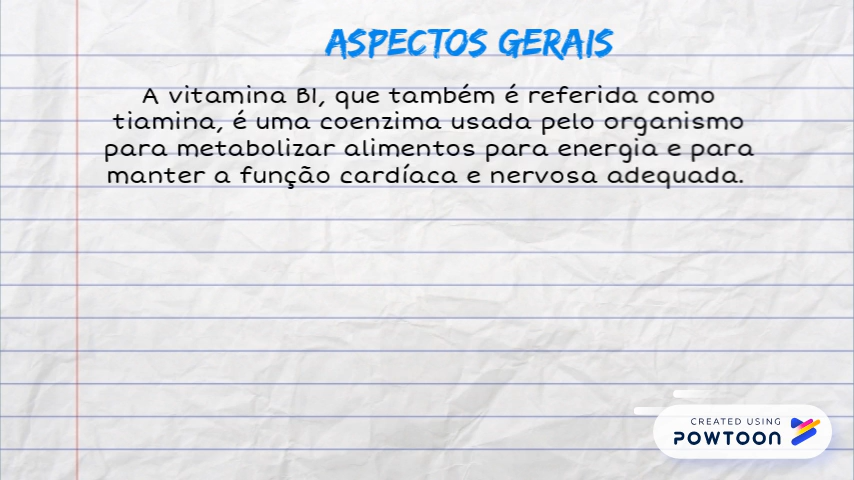 ASPECTOS GERAIS
A vitamina B1, que também é referida como
tiamina, é uma coenzima usada pelo organismo
para metabolizar alimentos para energia e para
manter a função cardíaca e nervosa adequada.
CREATED USING
POWTOON